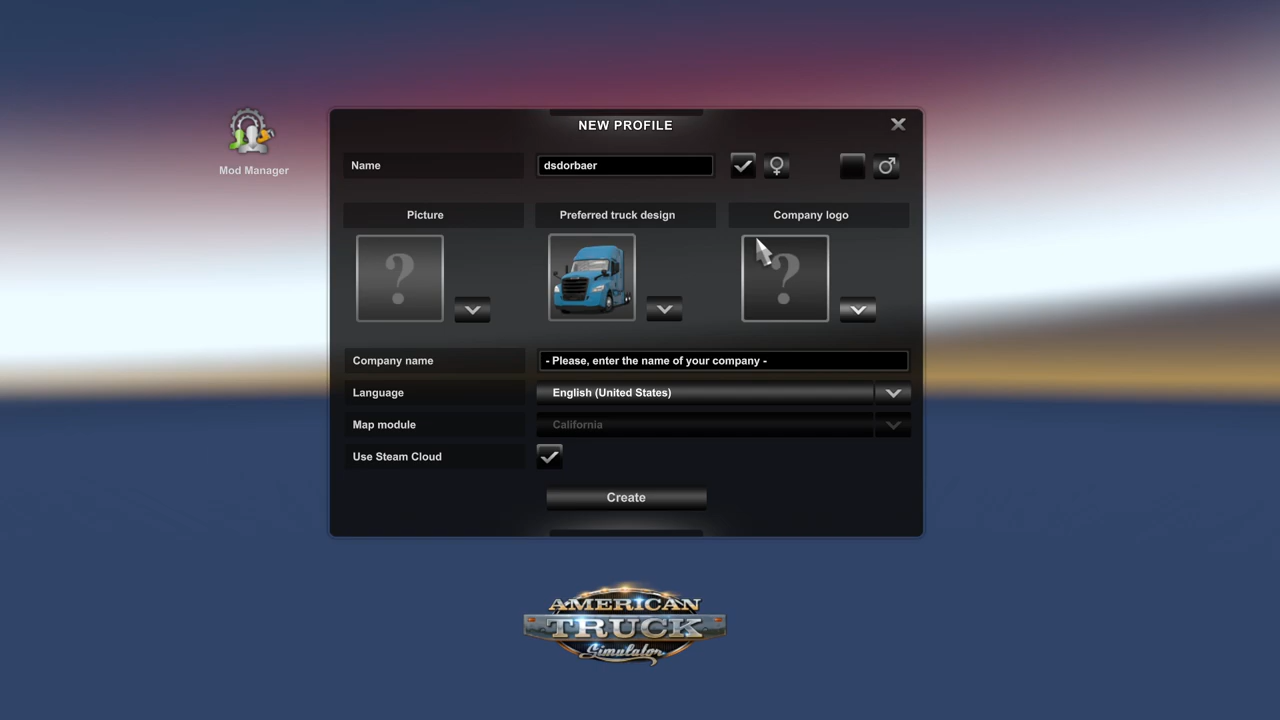 NEW PROFILE
Mod Manager
Name
dsdorbaer
Picture
Preferred truck design
Company logo
?
?
Company name
- Please, enter the name of your company -
Language
English (United States)
Map module
California
Use Steam Cloud
Create
AMERICAN
TRUCK
Simulator